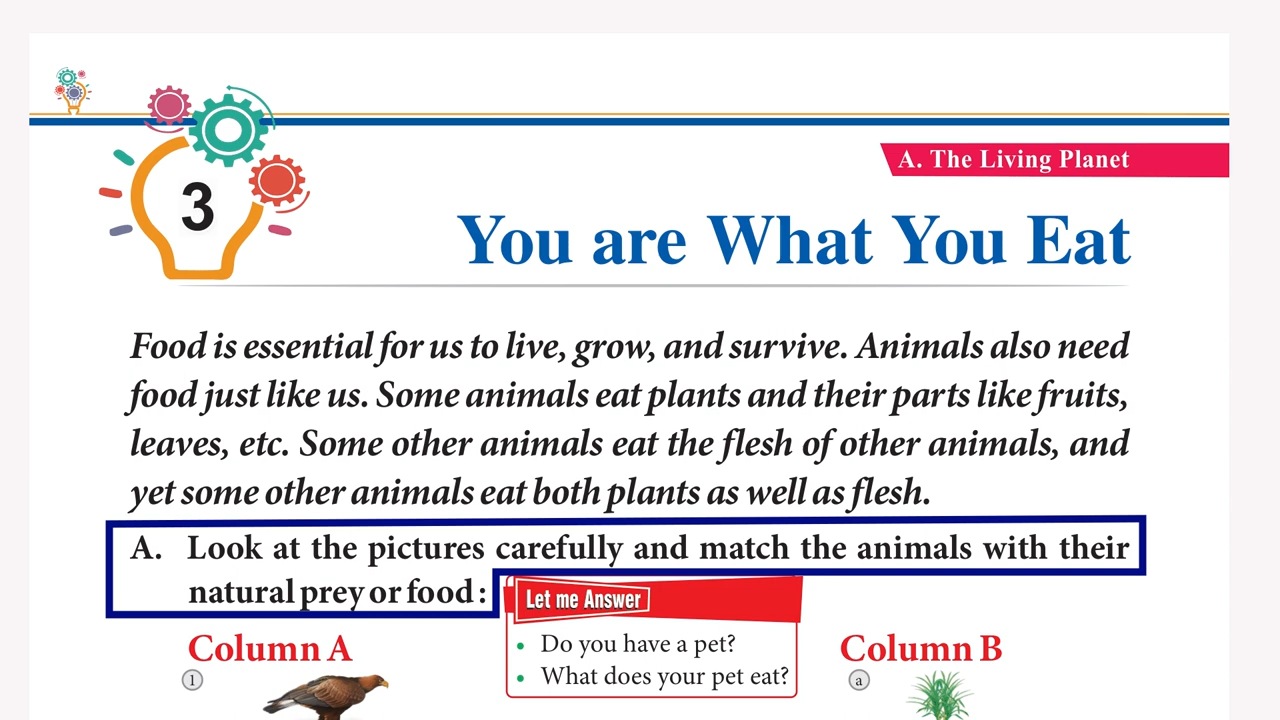 3
A. The Living Planet
You are What You Eat
Food is essential for us to live, grow, and survive. Animals also need
food just like us. Some animals eat plants and their parts like fruits,
leaves, etc. Some other animals eat the flesh of other animals, and
yet some other animals eat both plants as well as flesh.
A. Look at the pictures carefully and match the animals with their
natural prey or food :
Let me Answer
• Do you have a pet?
• What does your pet eat?
Column A
1
Column B
a